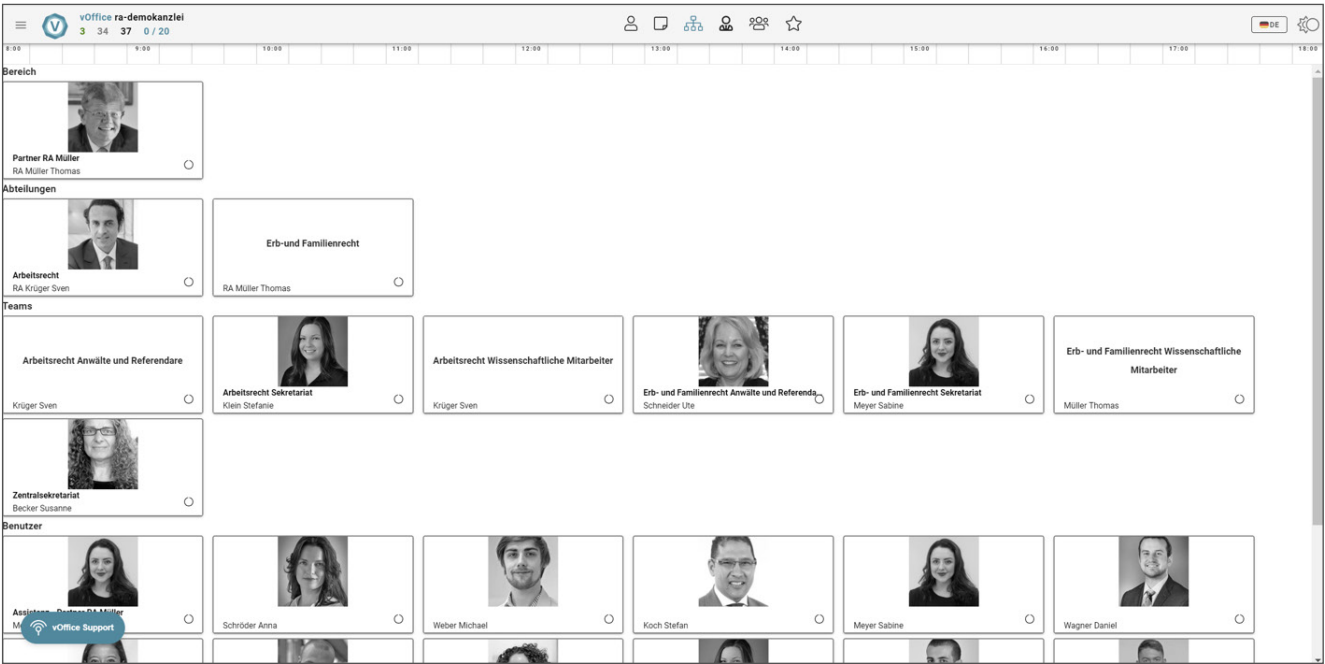 vOffice ra-demokanzlei
3 34 37 0 / 20
DE
8:00 9:00 10:00 11:00 12:00 13:00 14:00 15:00 16:00 17:00 18:00
Bereich
Partner RA Müller
RA Müller Thomas
Abteilungen
Arbeitsrecht
RA Krüger Sven
Erb-und Familienrecht
RA Müller Thomas
Teams
Arbeitsrecht Anwälte und Referendare
Krüger Sven
Arbeitsrecht Sekretariat
Klein Stefanie
Arbeitsrecht Wissenschaftliche Mitarbeiter
Krüger Sven
Erb- und Familienrecht Anwälte und Referenda...
Schneider Ute
Erb- und Familienrecht Sekretariat
Meyer Sabine
Erb- und Familienrecht Wissenschaftliche
Mitarbeiter
Müller Thomas
Zentralsekretariat
Becker Susanne
Benutzer
Partner RA Müller
Schröder Anna
Weber Michael
Koch Stefan
Meyer Sabine
Wagner Daniel
vOffice Support